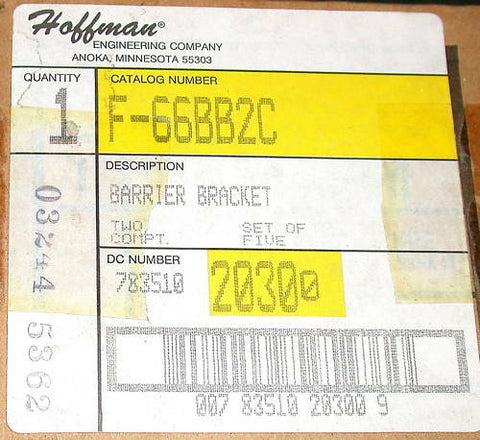 Hoffman®
ENGINEERING COMPANY
ANOKA, MINNESOTA 55303
QUANTITY
1
CATALOG NUMBER
F-66BB2C
DESCRIPTION
BARRIER BRACKET
TWO SET OF
COMPT. FIVE
DC NUMBER
783510 20300
007 83510 20300 9
03244 5362